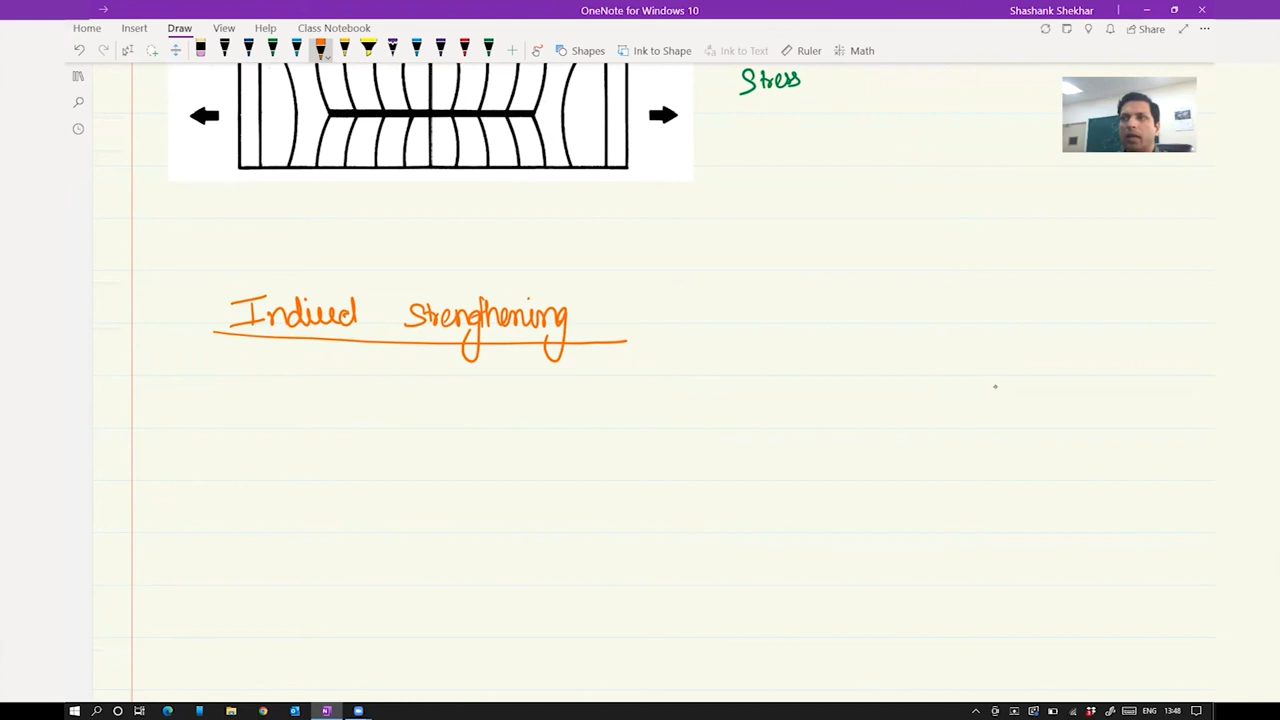 OneNote for Windows 10
Shashank Shekhar
Home Insert Draw View Help Class Notebook
Share
Shapes Ink to Shape Ink to Text Ruler Math
Stress
Indirect Strengthening
ENG 13:48